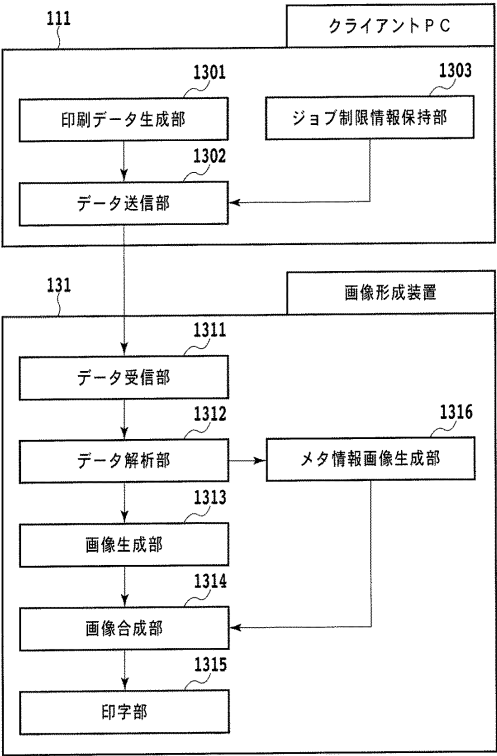 111
クライアントPC
1301
印刷データ生成部
1303
ジョブ制限情報保持部
1302
データ送信部
131
画像形成装置
1311
データ受信部
1312
データ解析部
1316
メタ情報画像生成部
1313
画像生成部
1314
画像合成部
1315
印字部